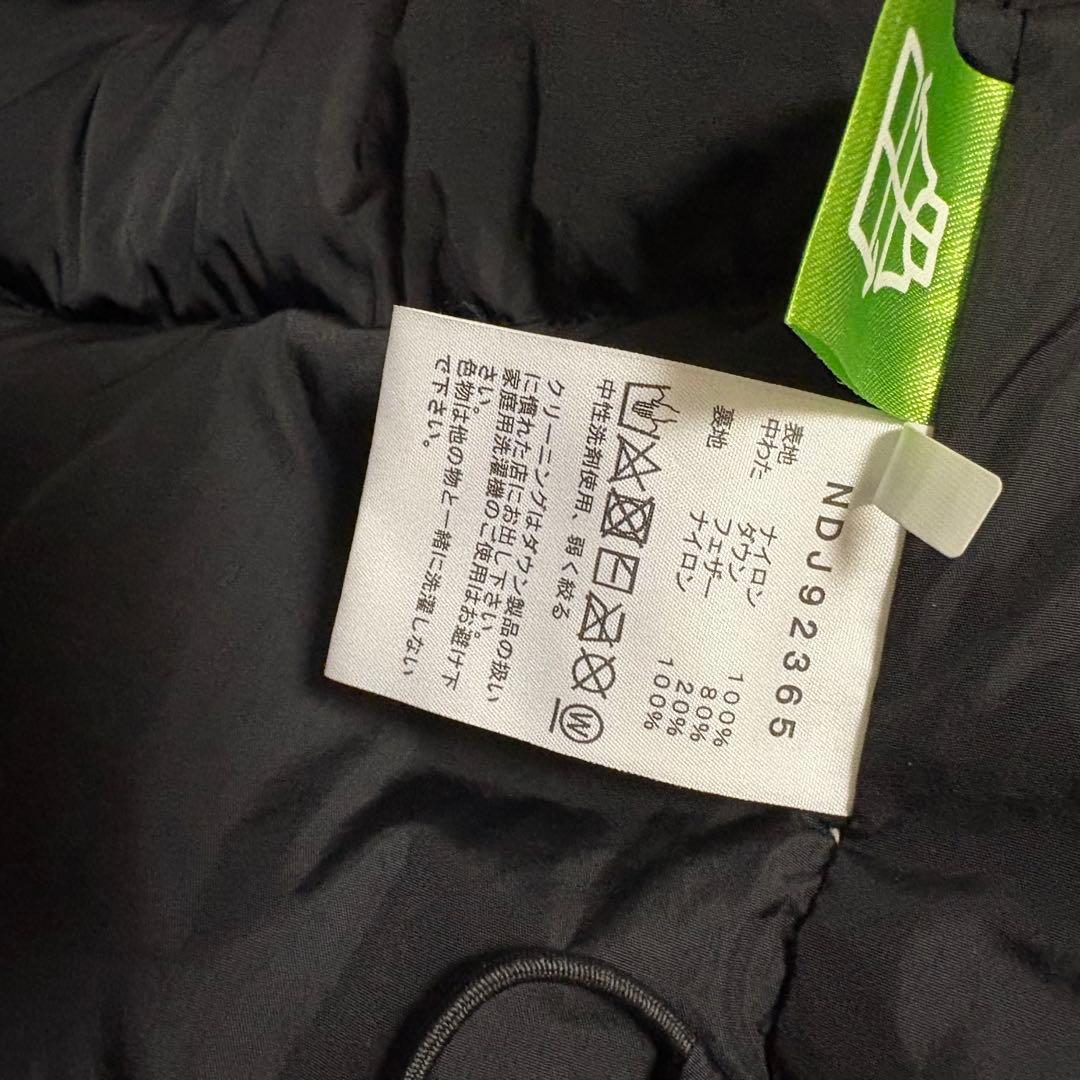 NDJ92365
表地 ナイロン 100%
中わた ダウン 80%
フェザー 20%
裏地 ナイロン 100%
W
中性洗剤使用、弱く絞る
クリーニングはダウン製品の扱い
に慣れた店にお出し下さい。
家庭用洗濯機のご使用はお避け下
さい。
色物は他の物と一緒に洗濯しない
で下さい。